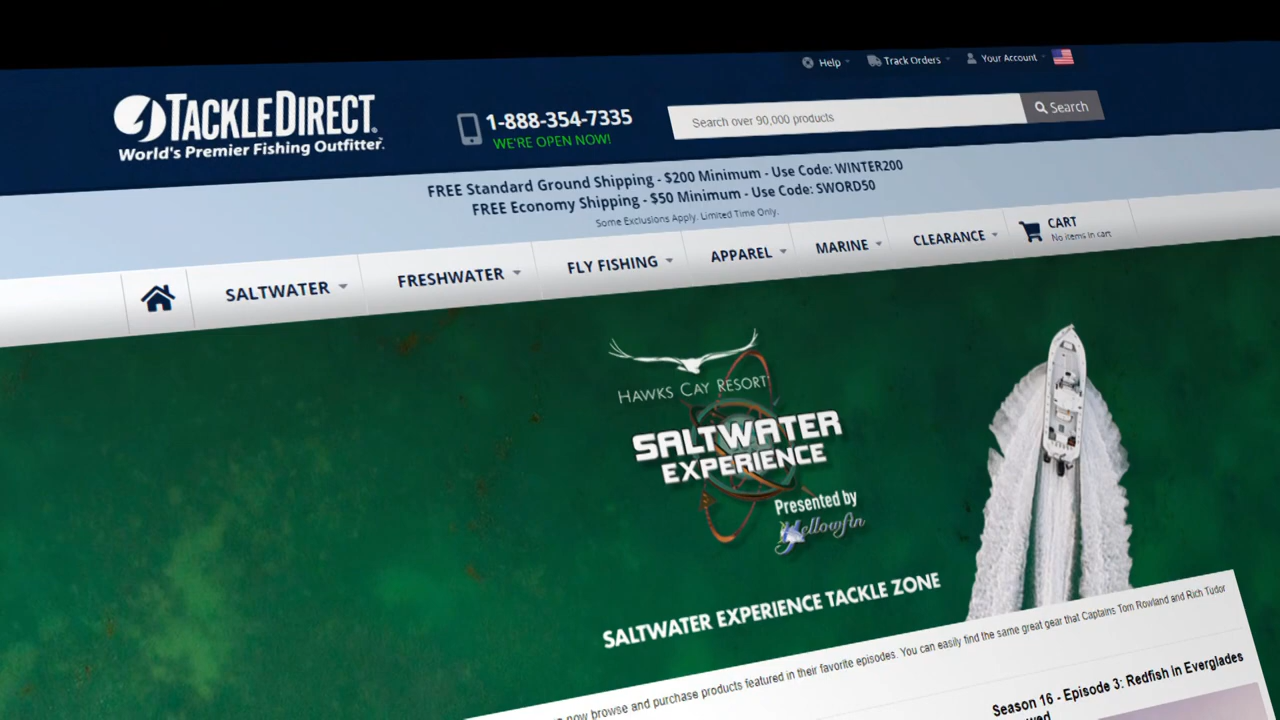 Help
Track Orders
Your Account
TACKLEDIRECT®
World's Premier Fishing Outfitter™
1-888-354-7335
WE'RE OPEN NOW!
Search over 90,000 products
Search
FREE Standard Ground Shipping - $200 Minimum - Use Code: WINTER200
FREE Economy Shipping - $50 Minimum - Use Code: SWORD50
Some Exclusions Apply. Limited Time Only.
SALTWATER
FRESHWATER
FLY FISHING
APPAREL
MARINE
CLEARANCE
CART
No items in cart
HAWKS CAY RESORT
SALTWATER
EXPERIENCE
Presented by
Yellowfin
SALTWATER EXPERIENCE TACKLE ZONE
now browse and purchase products featured in their favorite episodes. You can easily find the same great gear that Captains Tom Rowland and Rich Tudor
Season 16 - Episode 3: Redfish in Everglades